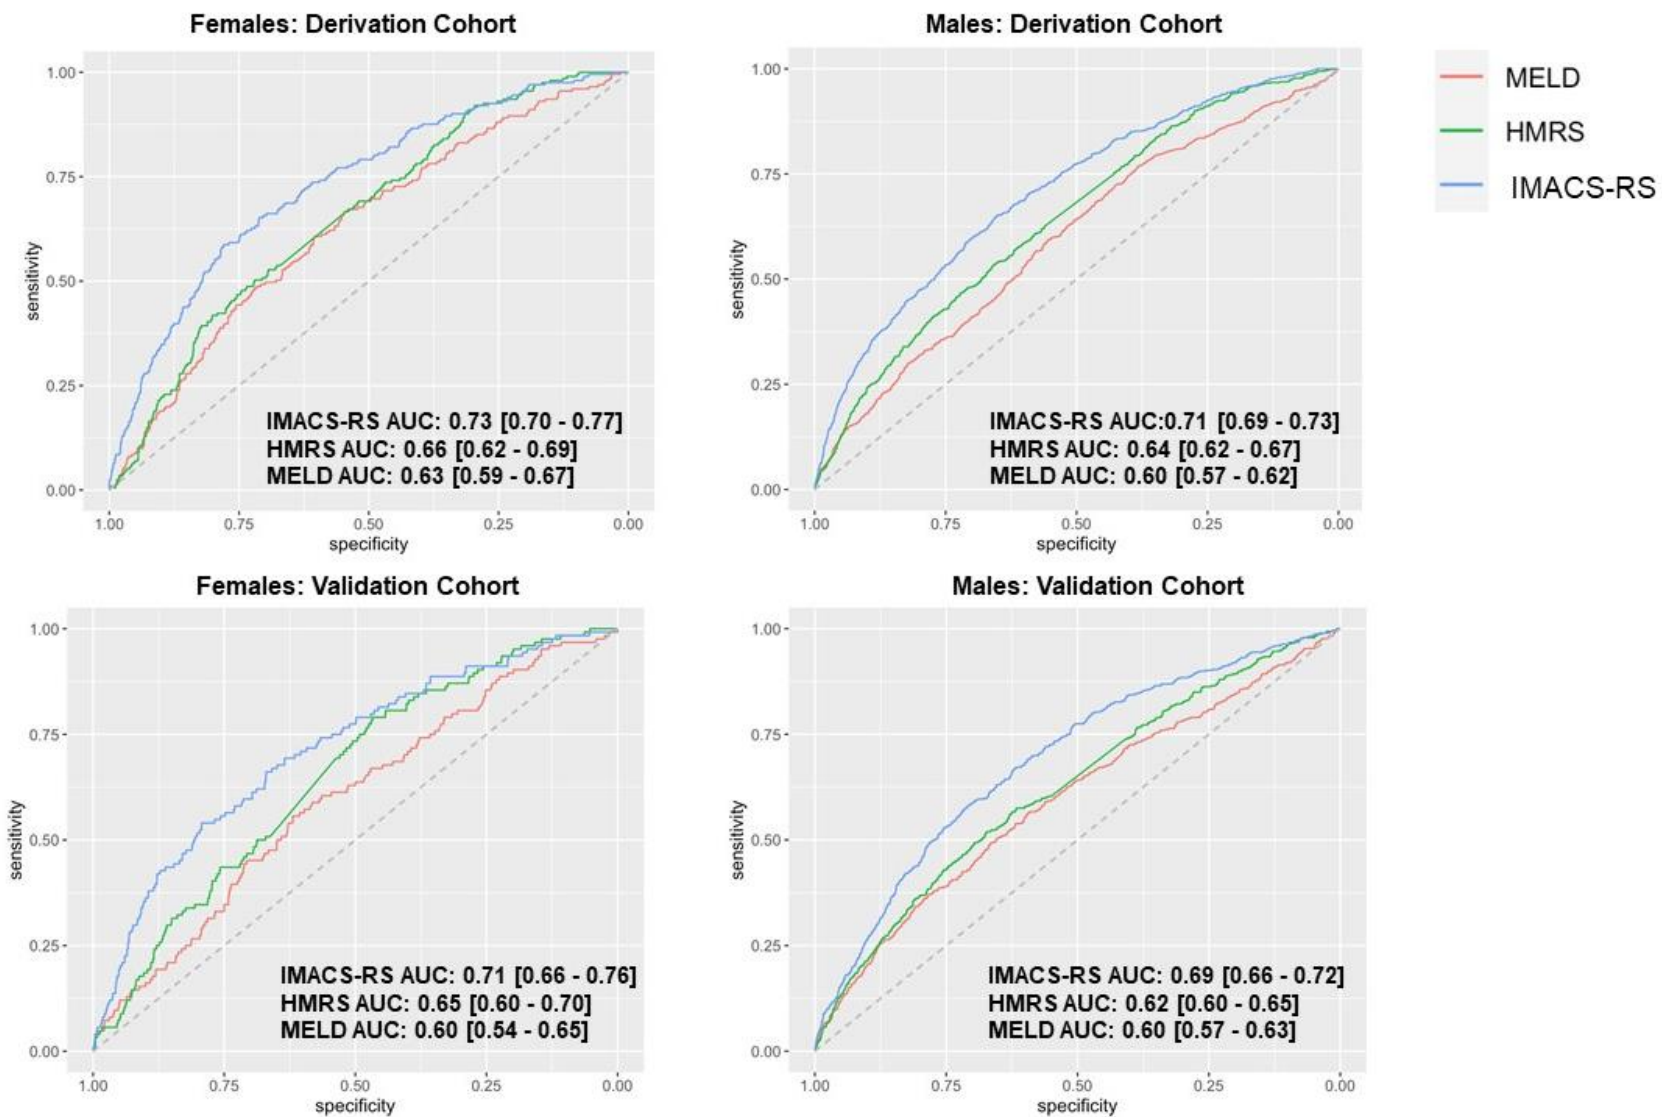 Females: Derivation Cohort
1.00
0.75
0.50
0.25
0.00
sensitivity
IMACS-RS AUC: 0.73 [0.70 - 0.77]
HMRS AUC: 0.66 [0.62 - 0.69]
MELD AUC: 0.63 [0.59 - 0.67]
1.00 0.75 0.50 0.25 0.00
specificity
Males: Derivation Cohort
1.00
0.75
0.50
0.25
0.00
sensitivity
IMACS-RS AUC:0.71 [0.69 - 0.73]
HMRS AUC: 0.64 [0.62 - 0.67]
MELD AUC: 0.60 [0.57 - 0.62]
1.00 0.75 0.50 0.25 0.00
specificity
MELD
HMRS
IMACS-RS
Females: Validation Cohort
1.00
0.75
0.50
0.25
0.00
sensitivity
IMACS-RS AUC: 0.71 [0.66 - 0.76]
HMRS AUC: 0.65 [0.60 - 0.70]
MELD AUC: 0.60 [0.54 - 0.65]
1.00 0.75 0.50 0.25 0.00
specificity
Males: Validation Cohort
1.00
0.75
0.50
0.25
0.00
sensitivity
IMACS-RS AUC: 0.69 [0.66 - 0.72]
HMRS AUC: 0.62 [0.60 - 0.65]
MELD AUC: 0.60 [0.57 - 0.63]
1.00 0.75 0.50 0.25 0.00
specificity